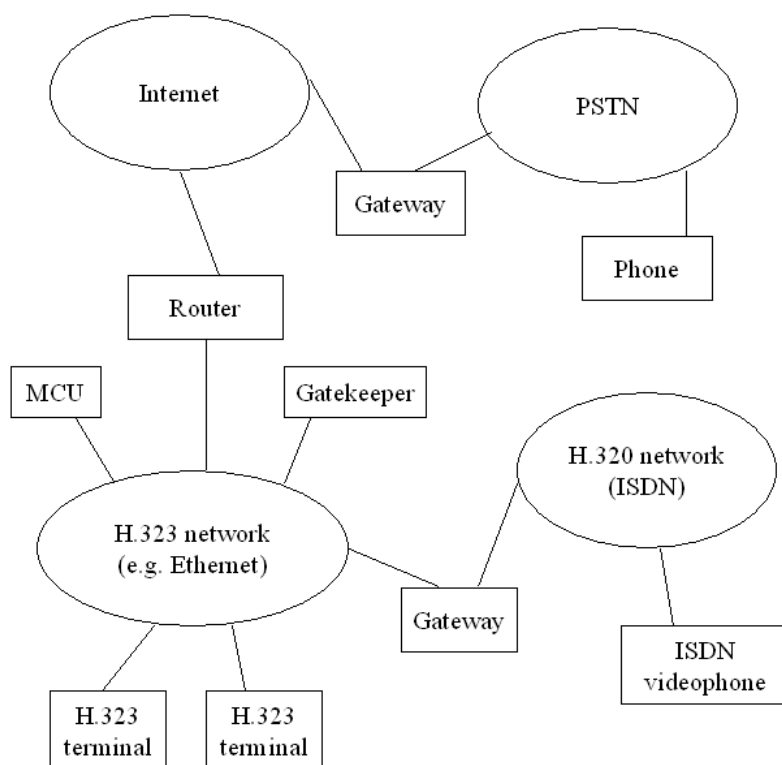 Internet
PSTN
Gateway
Phone
Router
MCU
Gatekeeper
H.320 network
(ISDN)
H.323 network
(e.g. Ethernet)
Gateway
ISDN
videophone
H.323
terminal
H.323
terminal